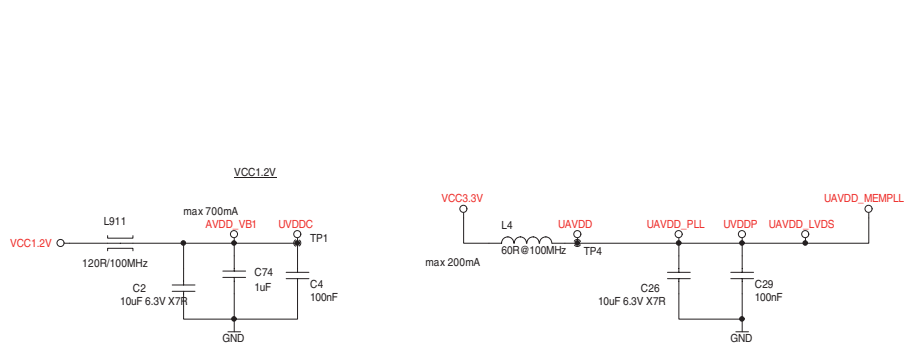 VCC1.2V
VCC3.3V
UAVDD_MEMPLL
max 700mA
L911
AVDD_VB1
UVDDC
L4
UAVDD
UAVDD_PLL
UVDDP
UAVDD_LVDS
VCC1.2V
TP1
60R@100MHz
TP4
120R/100MHz
max 200mA
C74
1uF
C2
10uF 6.3V X7R
C4
100nF
C26
10uF 6.3V X7R
C29
100nF
GND
GND